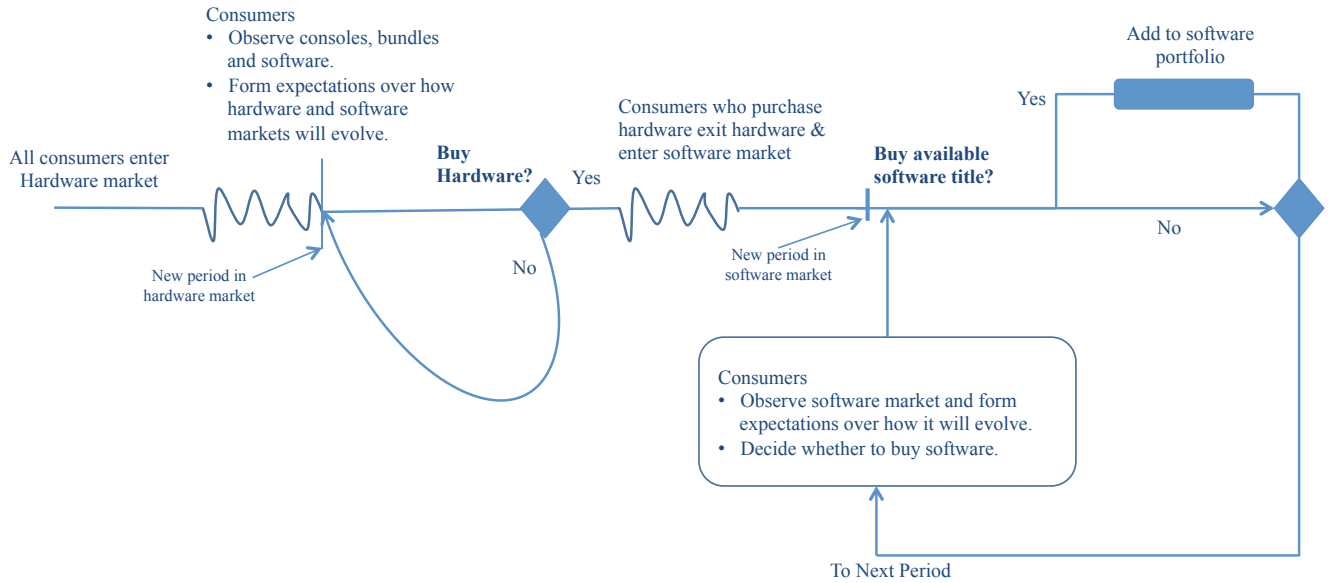 Consumers
• Observe consoles, bundles
and software.
• Form expectations over how
hardware and software
markets will evolve.
All consumers enter
Hardware market
New period in
hardware market
Buy
Hardware?
Yes
No
Consumers who purchase
hardware exit hardware &
enter software market
Buy available
software title?
New period in
software market
Yes
Add to software
portfolio
No
Consumers
• Observe software market and form
expectations over how it will evolve.
• Decide whether to buy software.
To Next Period